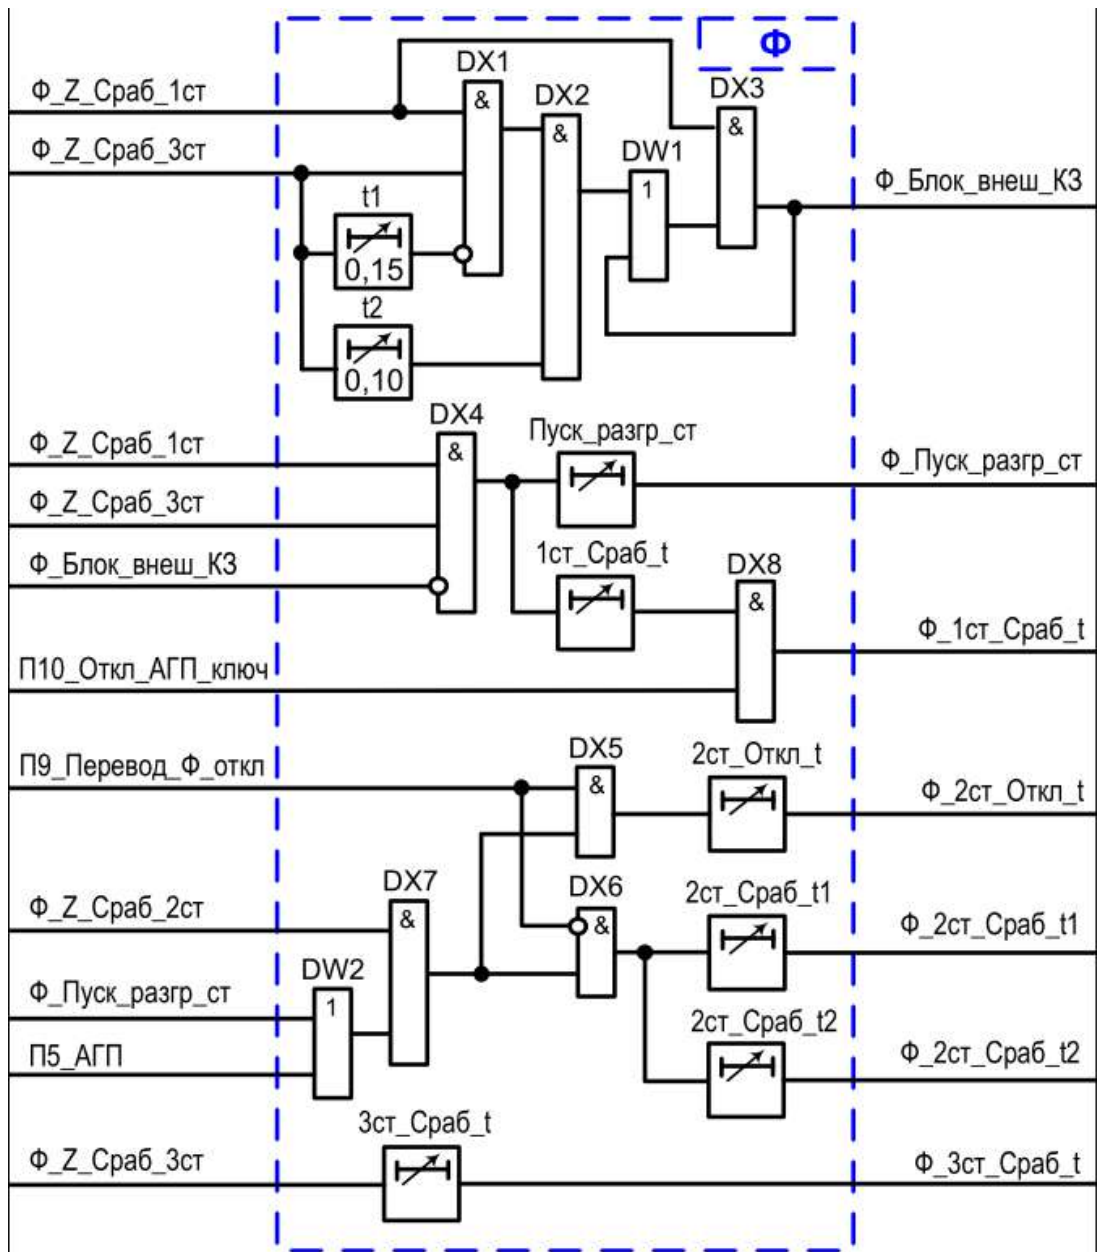 Ф
DX1
Ф_Z_Сраб_1ст
&
DX2
DX3
&
&
Ф_Z_Сраб_3ст
DW1
1
Ф_Блок_внеш_КЗ
t1
0,15
t2
0,10
DX4
Ф_Z_Сраб_1ст
&
Пуск_разгр_ст
Ф_Пуск_разгр_ст
Ф_Z_Сраб_3ст
Ф_Блок_внеш_КЗ
1ст_Сраб_t
DX8
&
Ф_1ст_Сраб_t
П10_Откл_АГП_ключ
П9_Перевод_Ф_откл
DX5
&
2ст_Откл_t
Ф_2ст_Откл_t
DX7
DX6
Ф_Z_Сраб_2ст
&
&
2ст_Сраб_t1
Ф_2ст_Сраб_t1
DW2
Ф_Пуск_разгр_ст
1
2ст_Сраб_t2
П5_АГП
Ф_2ст_Сраб_t2
3ст_Сраб_t
Ф_Z_Сраб_3ст
Ф_3ст_Сраб_t